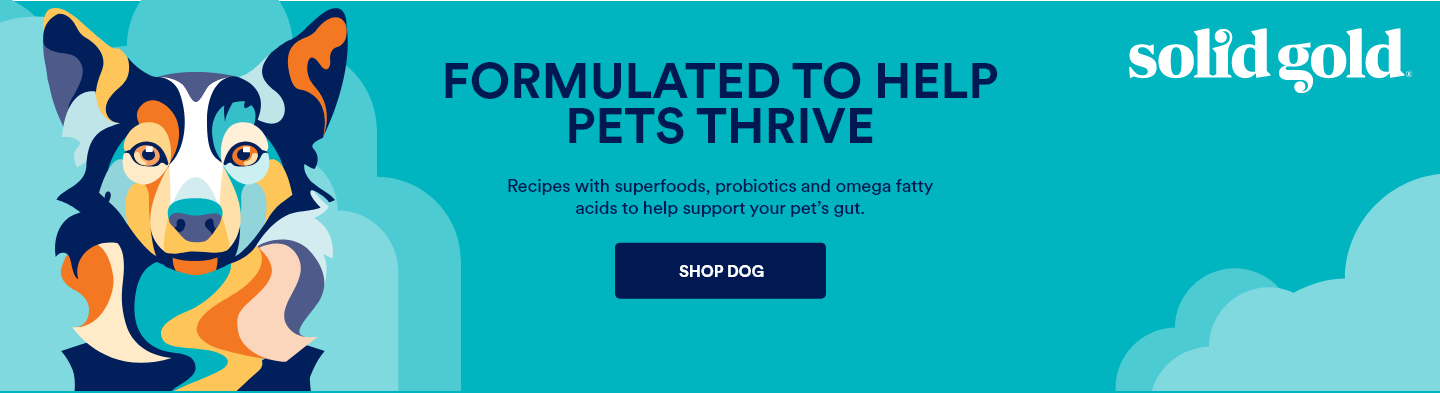 FORMULATED TO HELP
PETS THRIVE
solid gold®
Recipes with superfoods, probiotics and omega fatty
acids to help support your pet's gut.
SHOP DOG